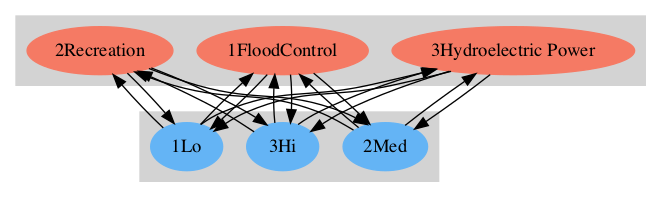 2Recreation
1FloodControl
3Hydroelectric Power
1Lo
3Hi
2Med